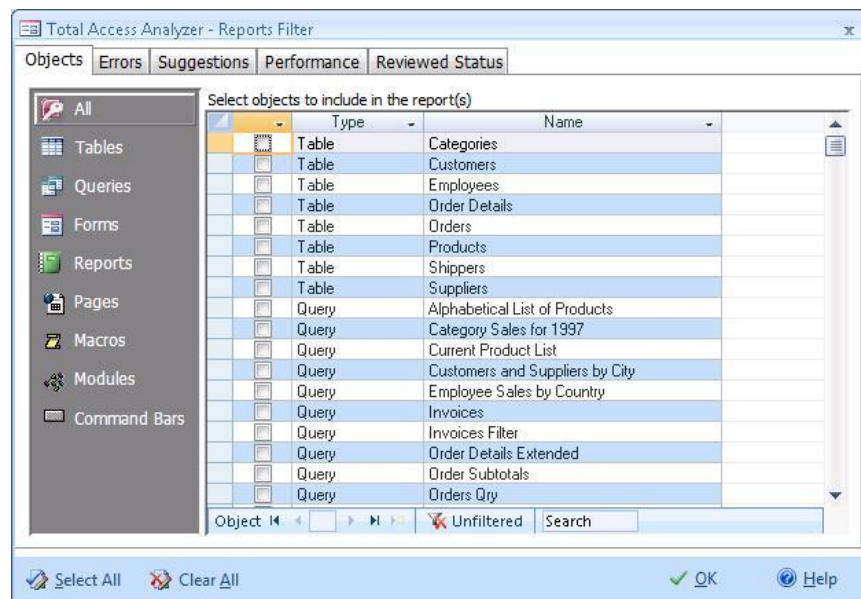 Total Access Analyzer - Reports Filter
x
Objects Errors Suggestions Performance Reviewed Status
All
Tables
Queries
Forms
Reports
Pages
Macros
Modules
Command Bars
Select objects to include in the report(s)
Type Name
Table Categories
Table Customers
Table Employees
Table Order Details
Table Orders
Table Products
Table Shippers
Table Suppliers
Query Alphabetical List of Products
Query Category Sales for 1997
Query Current Product List
Query Customers and Suppliers by City
Query Employee Sales by Country
Query Invoices
Query Invoices Filter
Query Order Details Extended
Query Order Subtotals
Query Orders Qry
Object Unfiltered Search
Select All Clear All OK Help